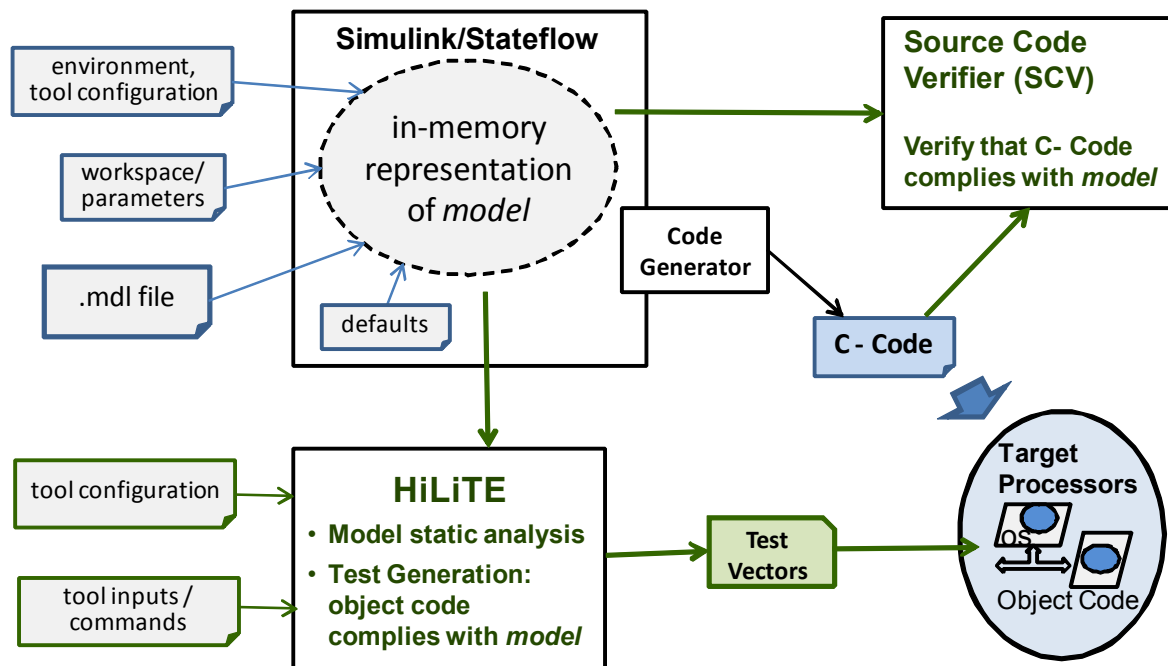 Simulink/Stateflow
environment,
tool configuration
workspace/
parameters
.mdl file
defaults
in-memory
representation
of model
Code
Generator
C - Code
Source Code
Verifier (SCV)
Verify that C- Code
complies with model
tool configuration
tool inputs /
commands
HiLiTE
• Model static analysis
• Test Generation:
object code
complies with model
Test
Vectors
Target
Processors
OS
Object Code